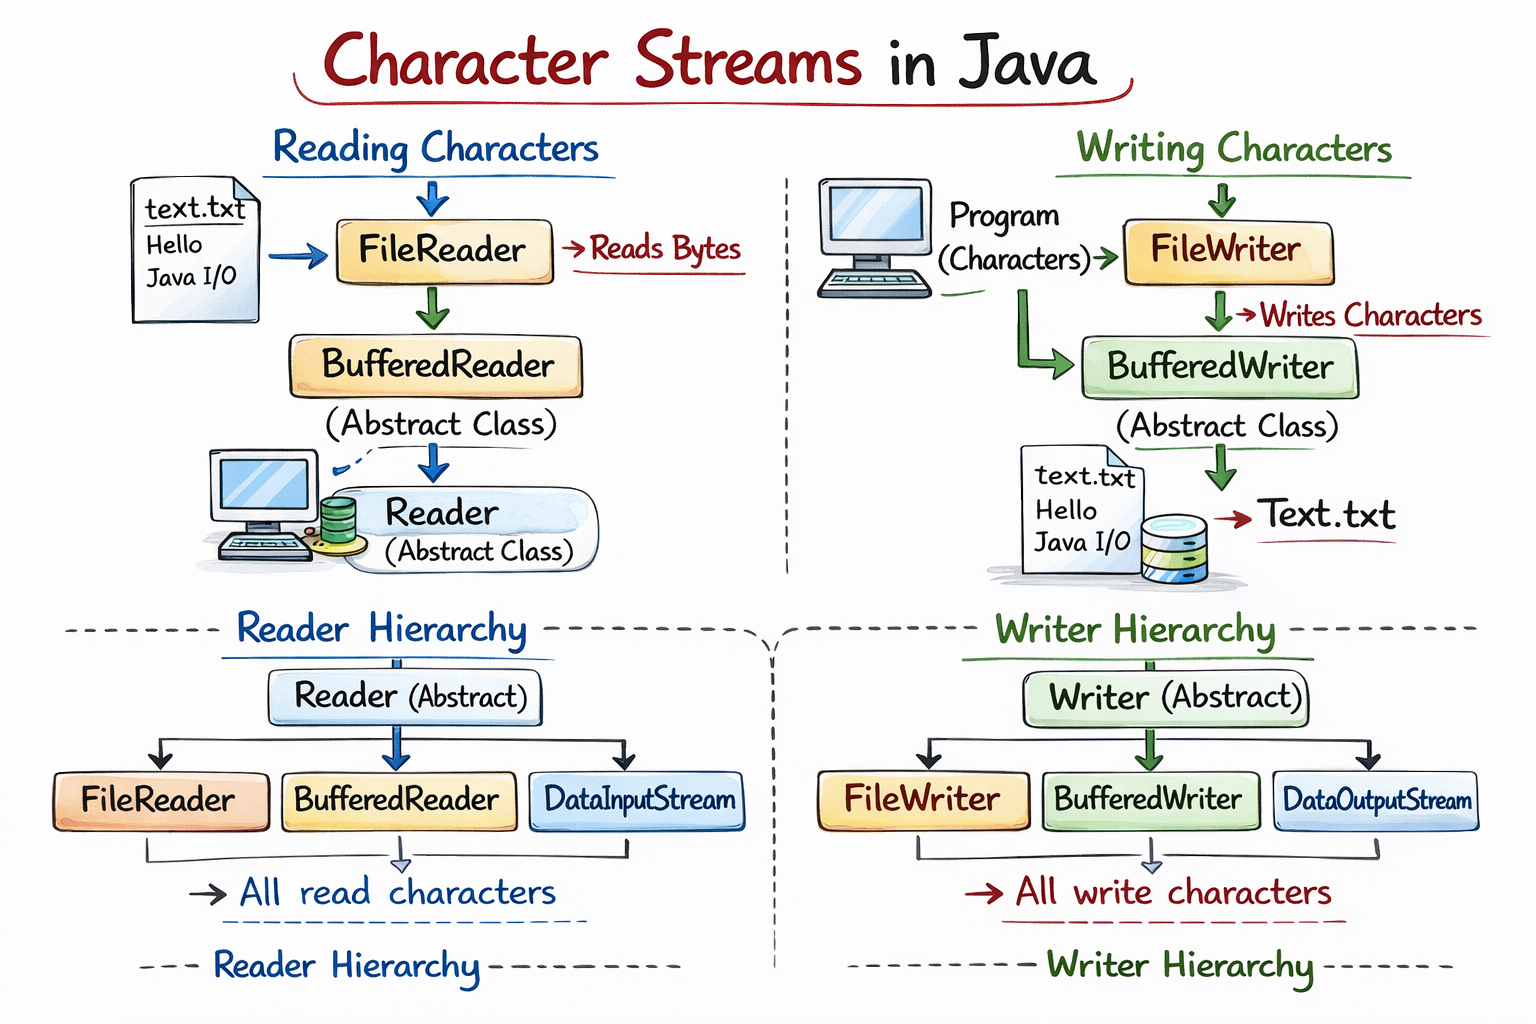 Character Streams in Java
Reading Characters
text.txt
Hello
Java I/O
FileReader
Reads Bytes
BufferedReader
(Abstract Class)
Reader
(Abstract Class)
Writing Characters
Program
(Characters)
FileWriter
Writes Characters
BufferedWriter
(Abstract Class)
text.txt
Hello
Java I/O
Text.txt
Reader Hierarchy
Reader (Abstract)
FileReader
BufferedReader
DataInputStream
All read characters
Reader Hierarchy
Writer Hierarchy
Writer (Abstract)
FileWriter
BufferedWriter
DataOutputStream
All write characters
Writer Hierarchy